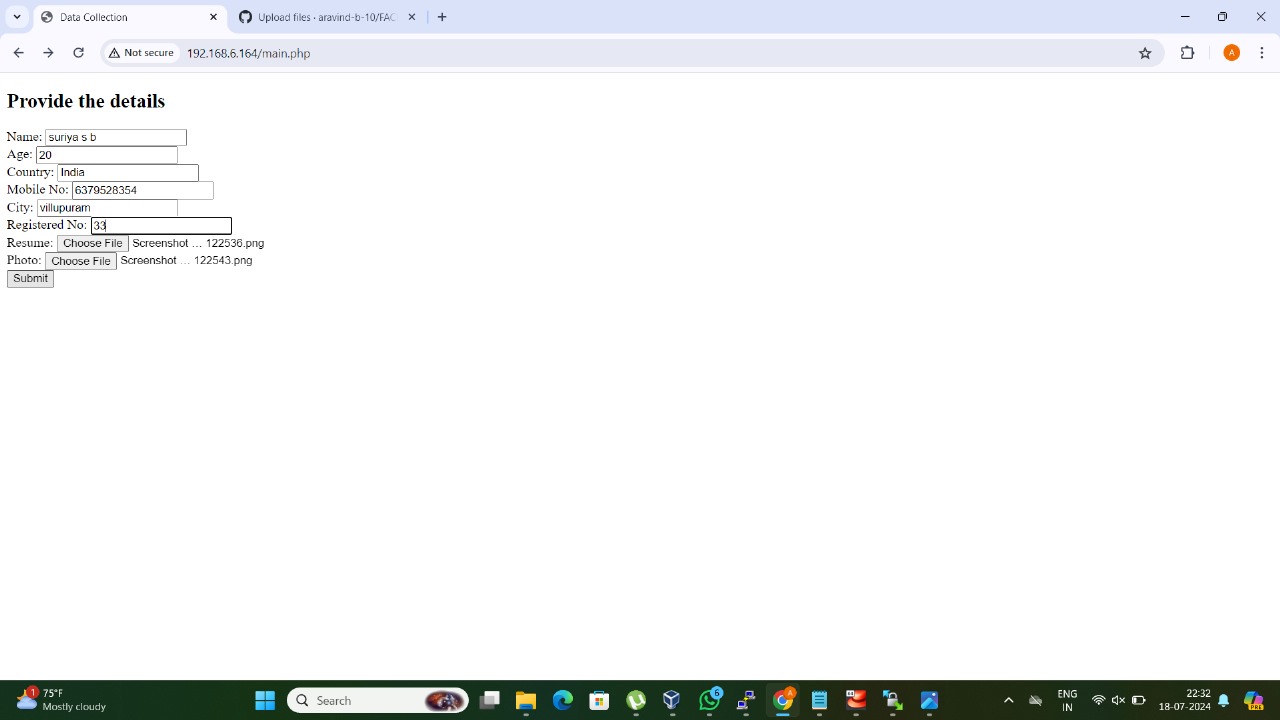 Data Collection
Upload files · aravind-b-10/FAC
Not secure 192.168.6.164/main.php
A
Provide the details
Name: suriya s b
Age: 20
Country: India
Mobile No: 6379528354
City: villupuram
Registered No: 33
Resume: Choose File Screenshot ... 122536.png
Photo: Choose File Screenshot ... 122543.png
Submit
1
75°F
Mostly cloudy
Search
6
A
ENG
IN
22:32
18-07-2024
PRE